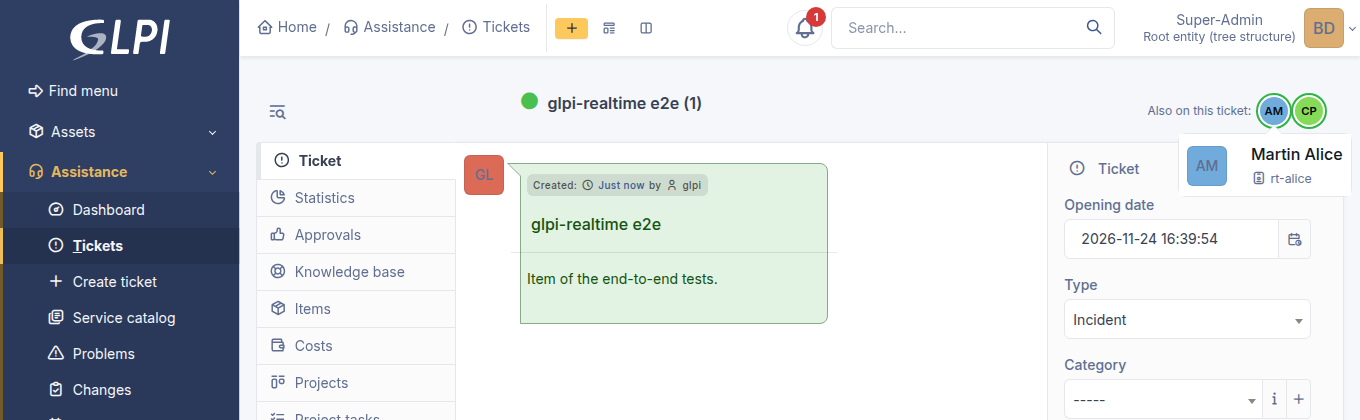 GLPI
Home / Assistance / Tickets
1
Search...
Super-Admin
Root entity (tree structure)
BD
Find menu
Assets
Assistance
Dashboard
Tickets
Create ticket
Service catalog
Problems
Changes
glpi-realtime e2e (1)
Also on this ticket: AM CP
AM
Martin Alice
rt-alice
Ticket
Statistics
Approvals
Knowledge base
Items
Costs
Projects
Project tasks
GL
Created: Just now by glpi
glpi-realtime e2e
Item of the end-to-end tests.
Ticket
Opening date
2026-11-24 16:39:54
Type
Incident
Category
-----